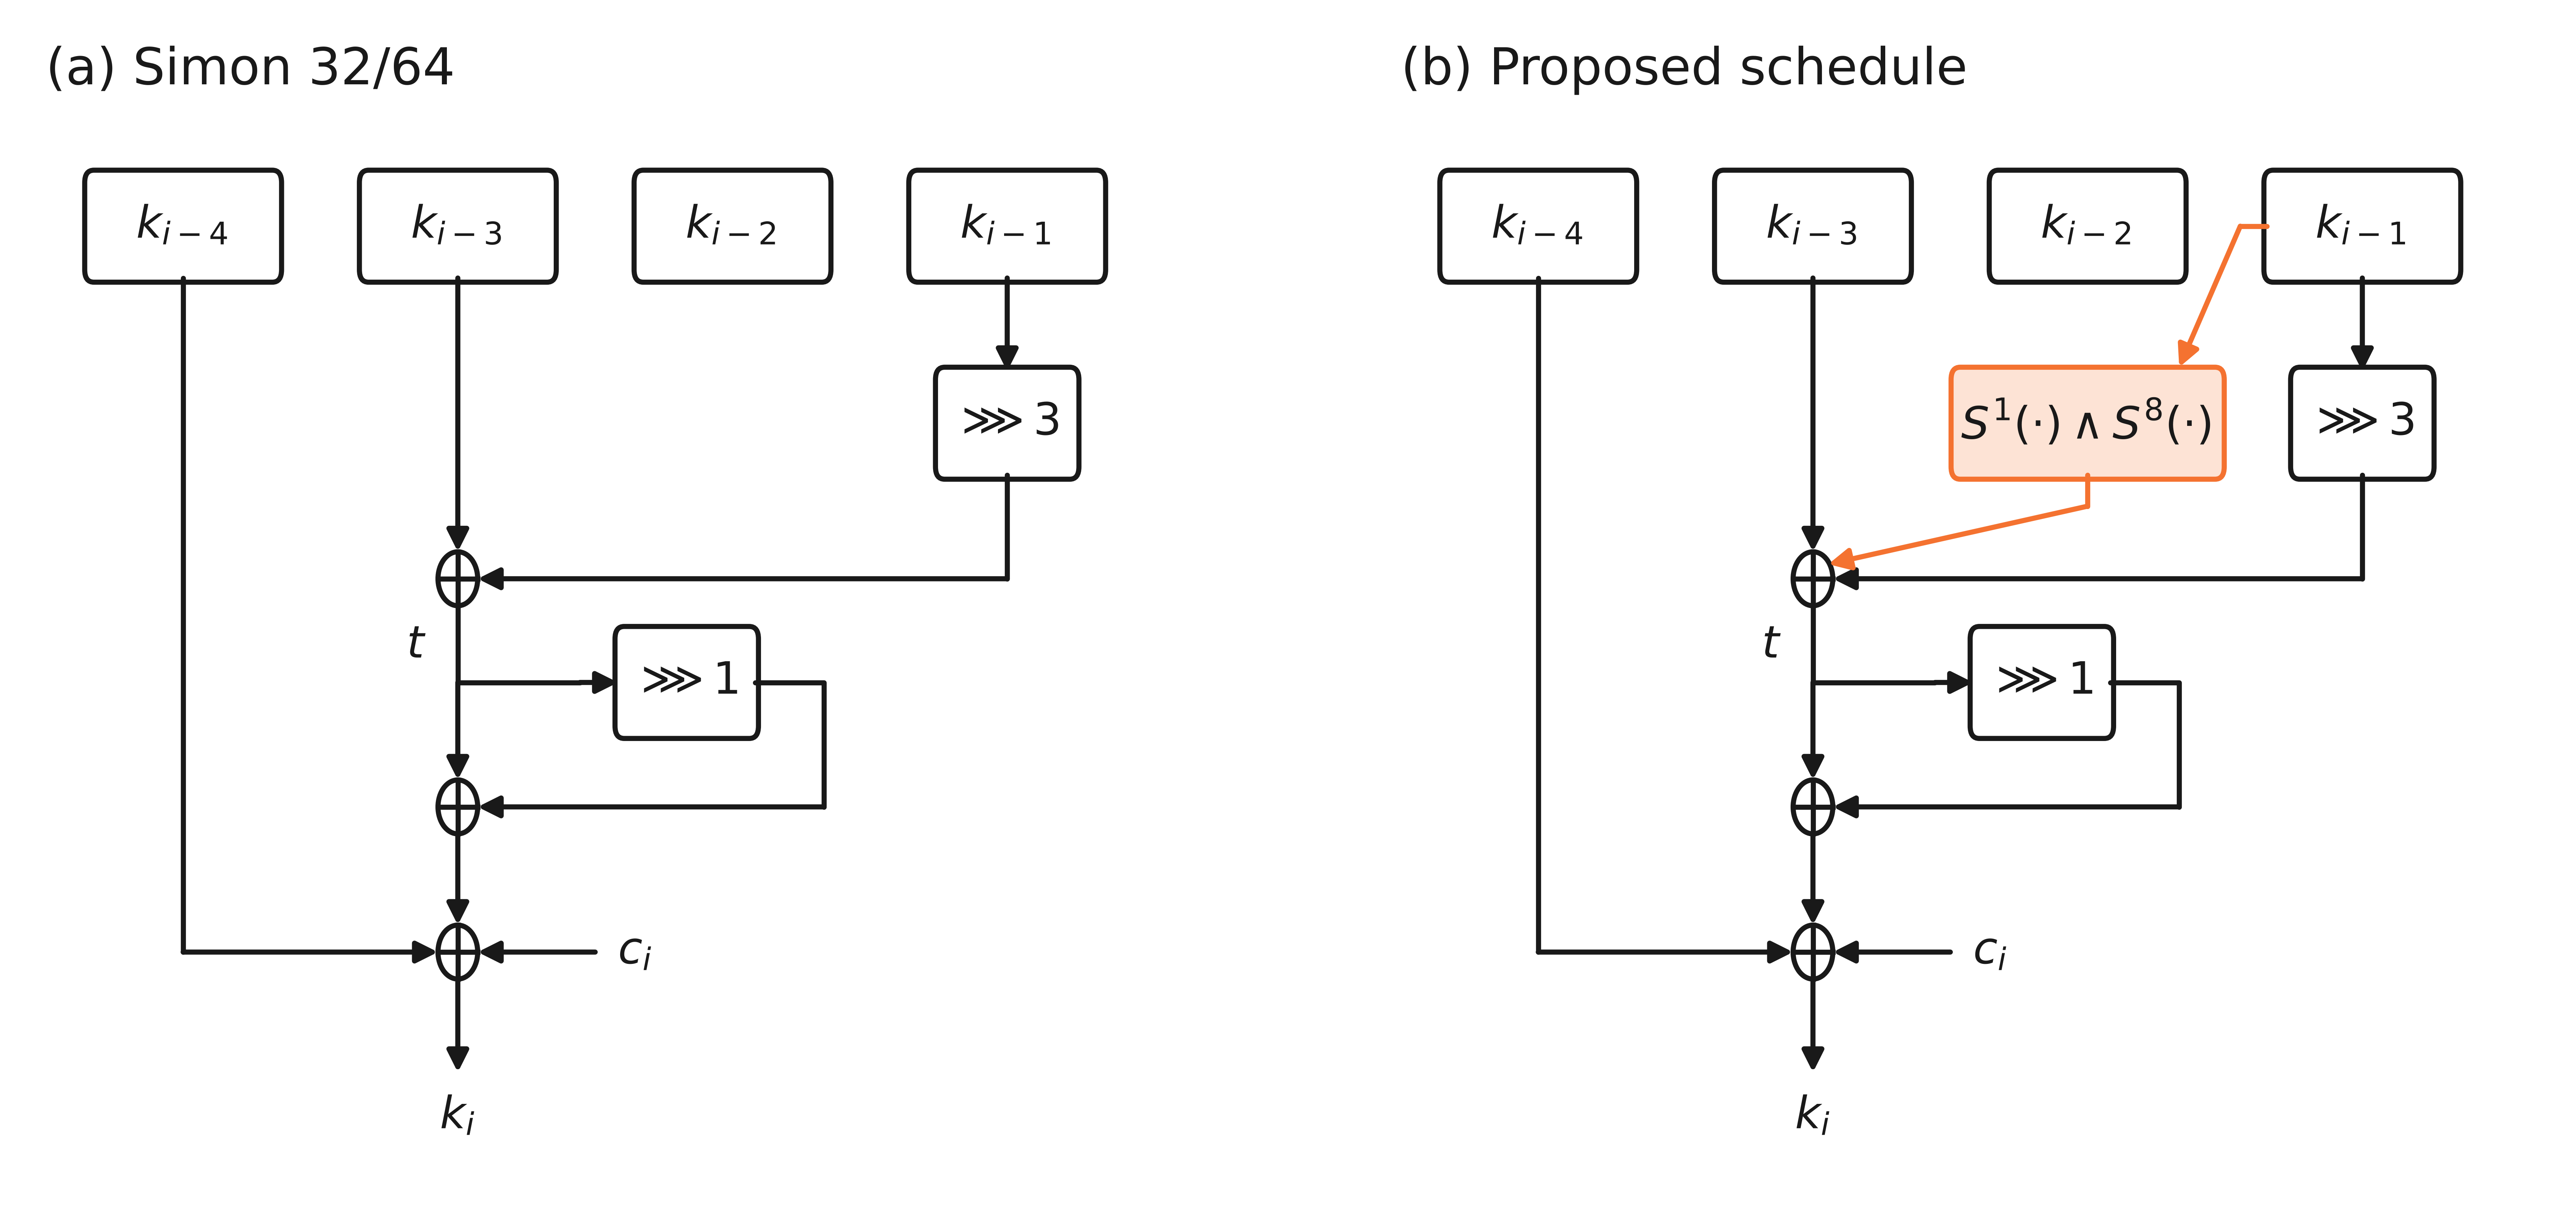 (a) Simon 32/64
(b) Proposed schedule
k_{i-4} k_{i-3} k_{i-2} k_{i-1}
⋙ 3
t
⋙ 1
c_i
k_i
k_{i-4} k_{i-3} k_{i-2} k_{i-1}
S^1(·) ∧ S^8(·)
⋙ 3
t
⋙ 1
c_i
k_i